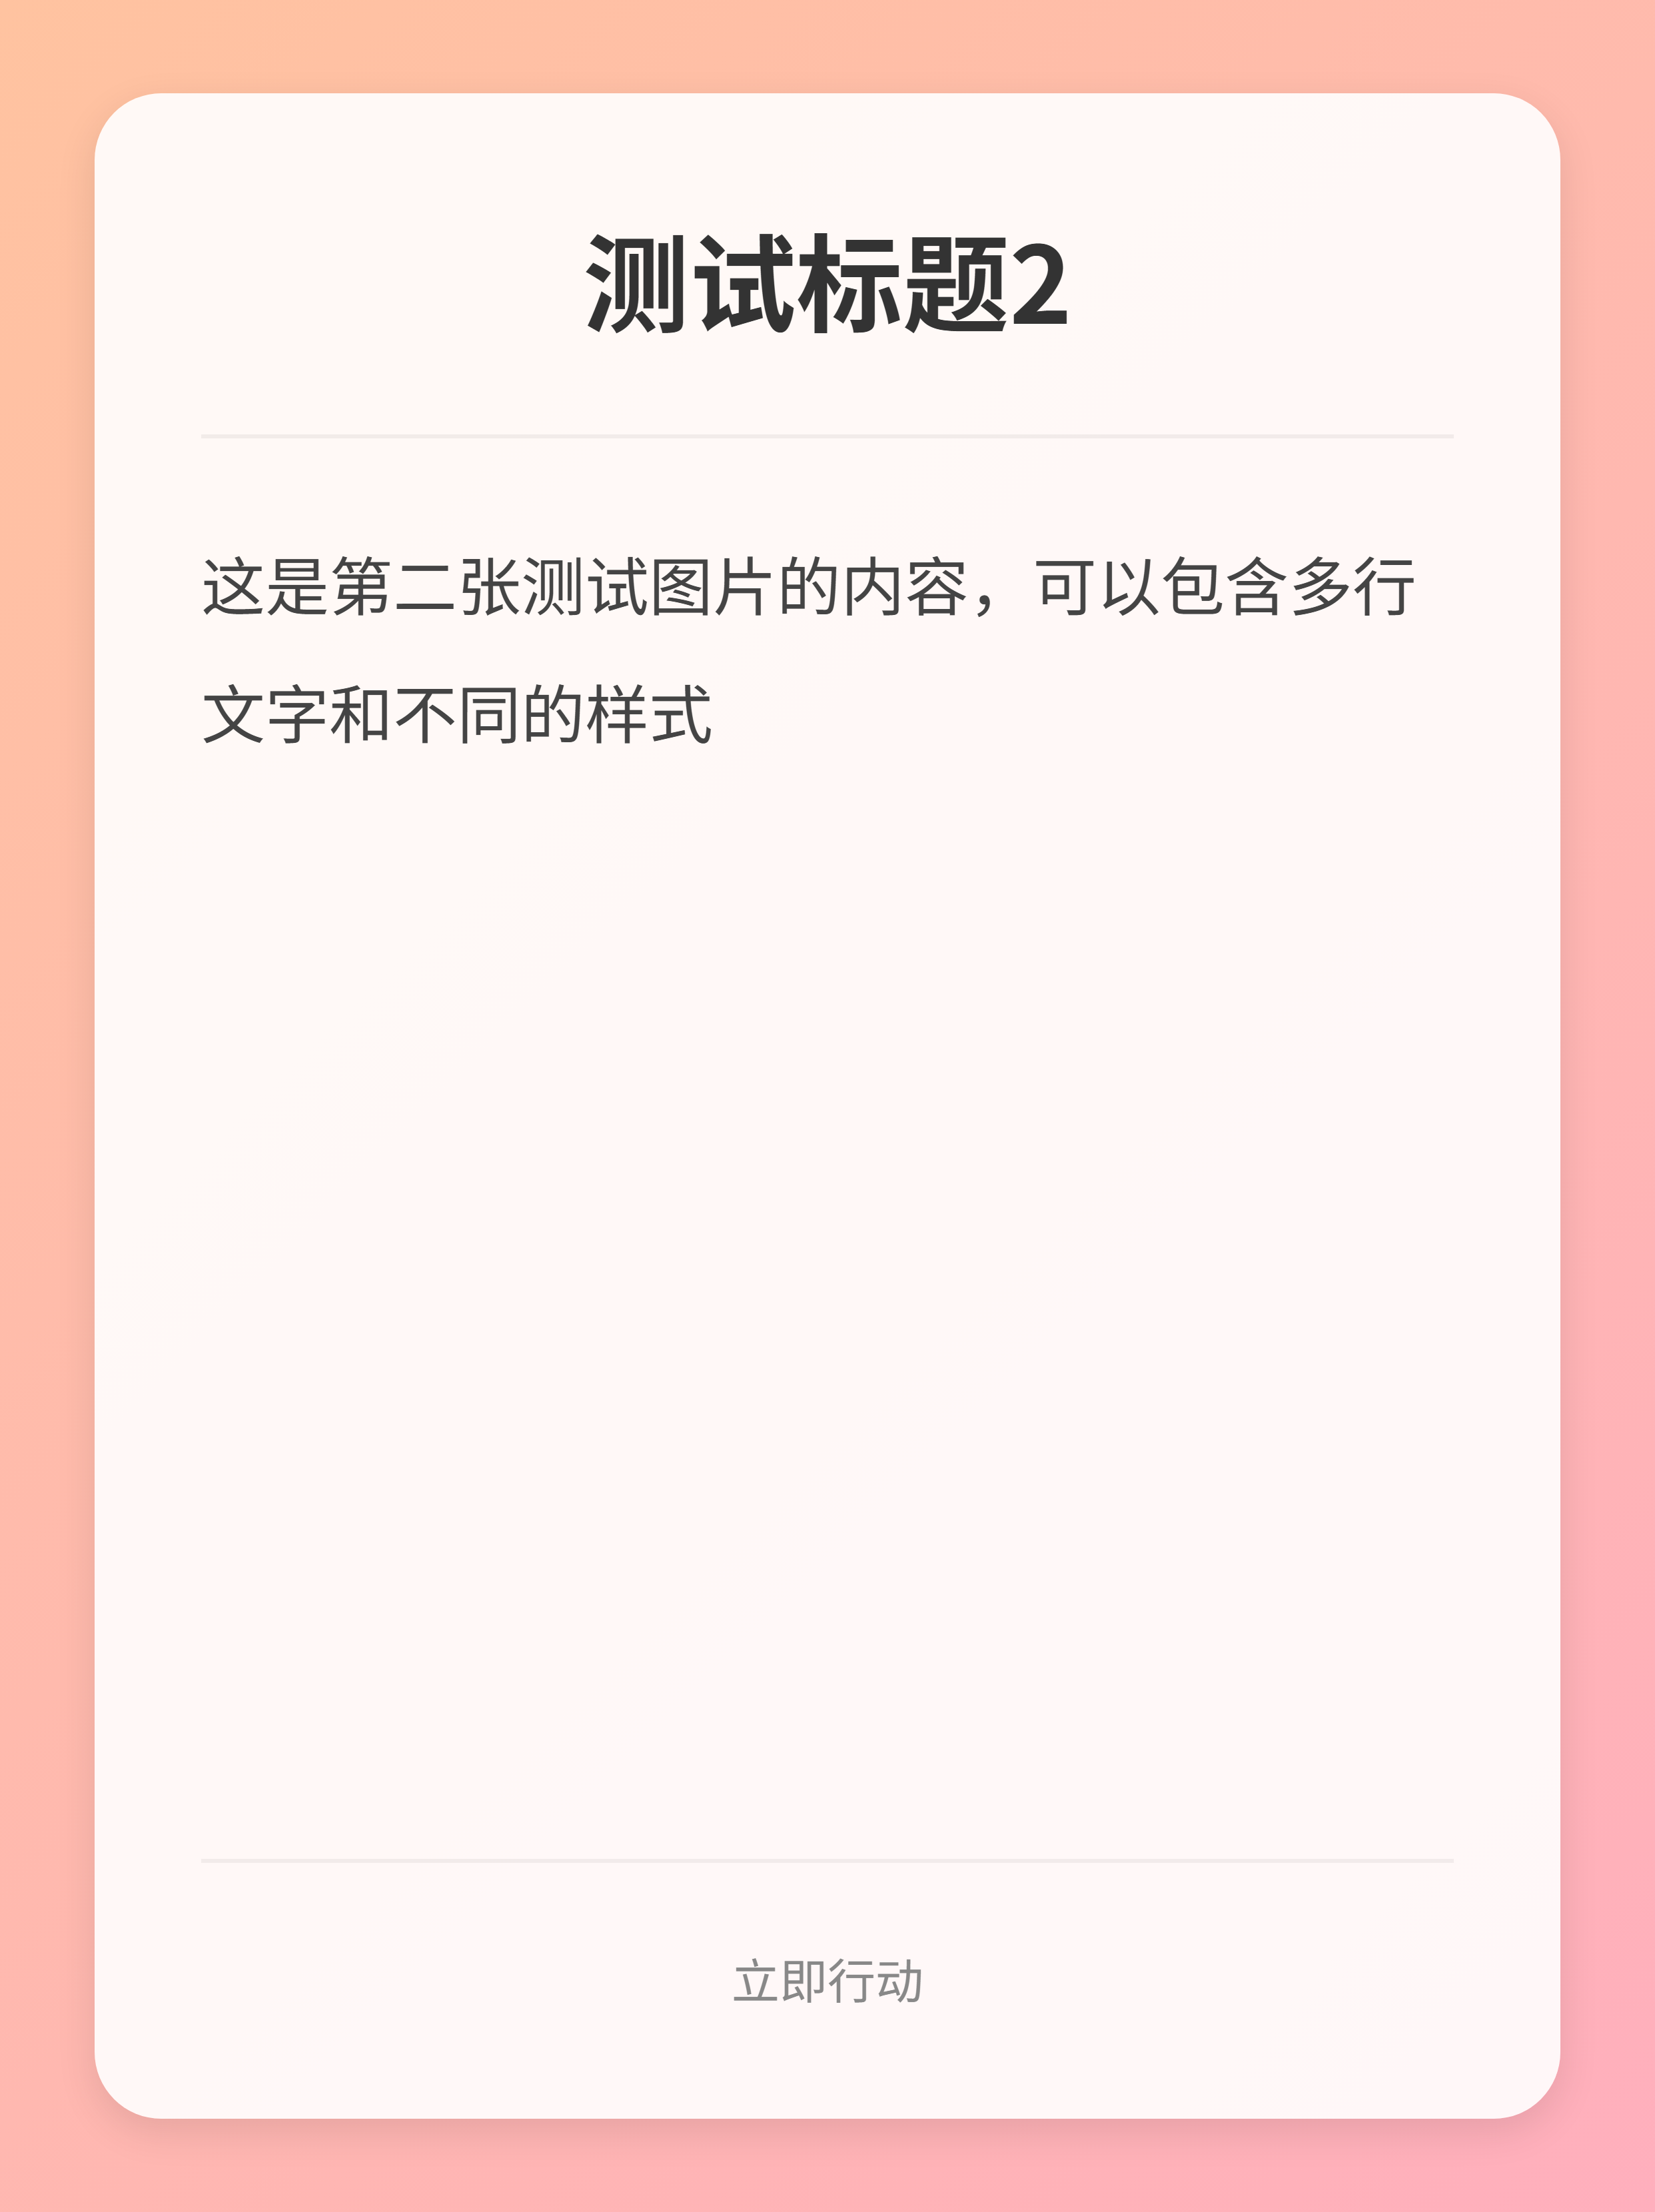 测试标题2
这是第二张测试图片的内容，可以包含多行
文字和不同的样式
立即行动